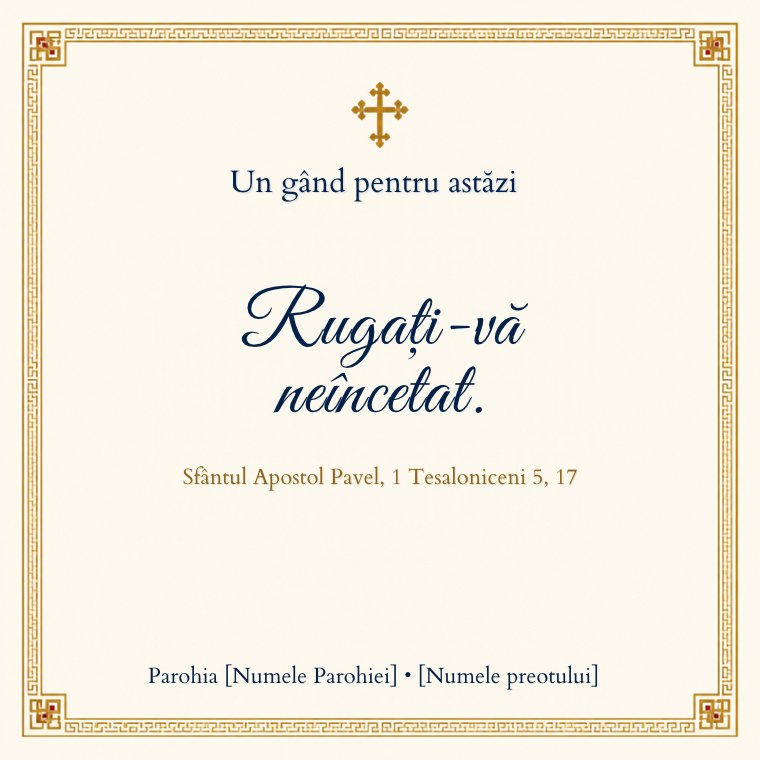 Un gând pentru astăzi
Rugați-vă
neîncetat.
Sfântul Apostol Pavel, 1 Tesaloniceni 5, 17
Parohia [Numele Parohiei] • [Numele preotului]